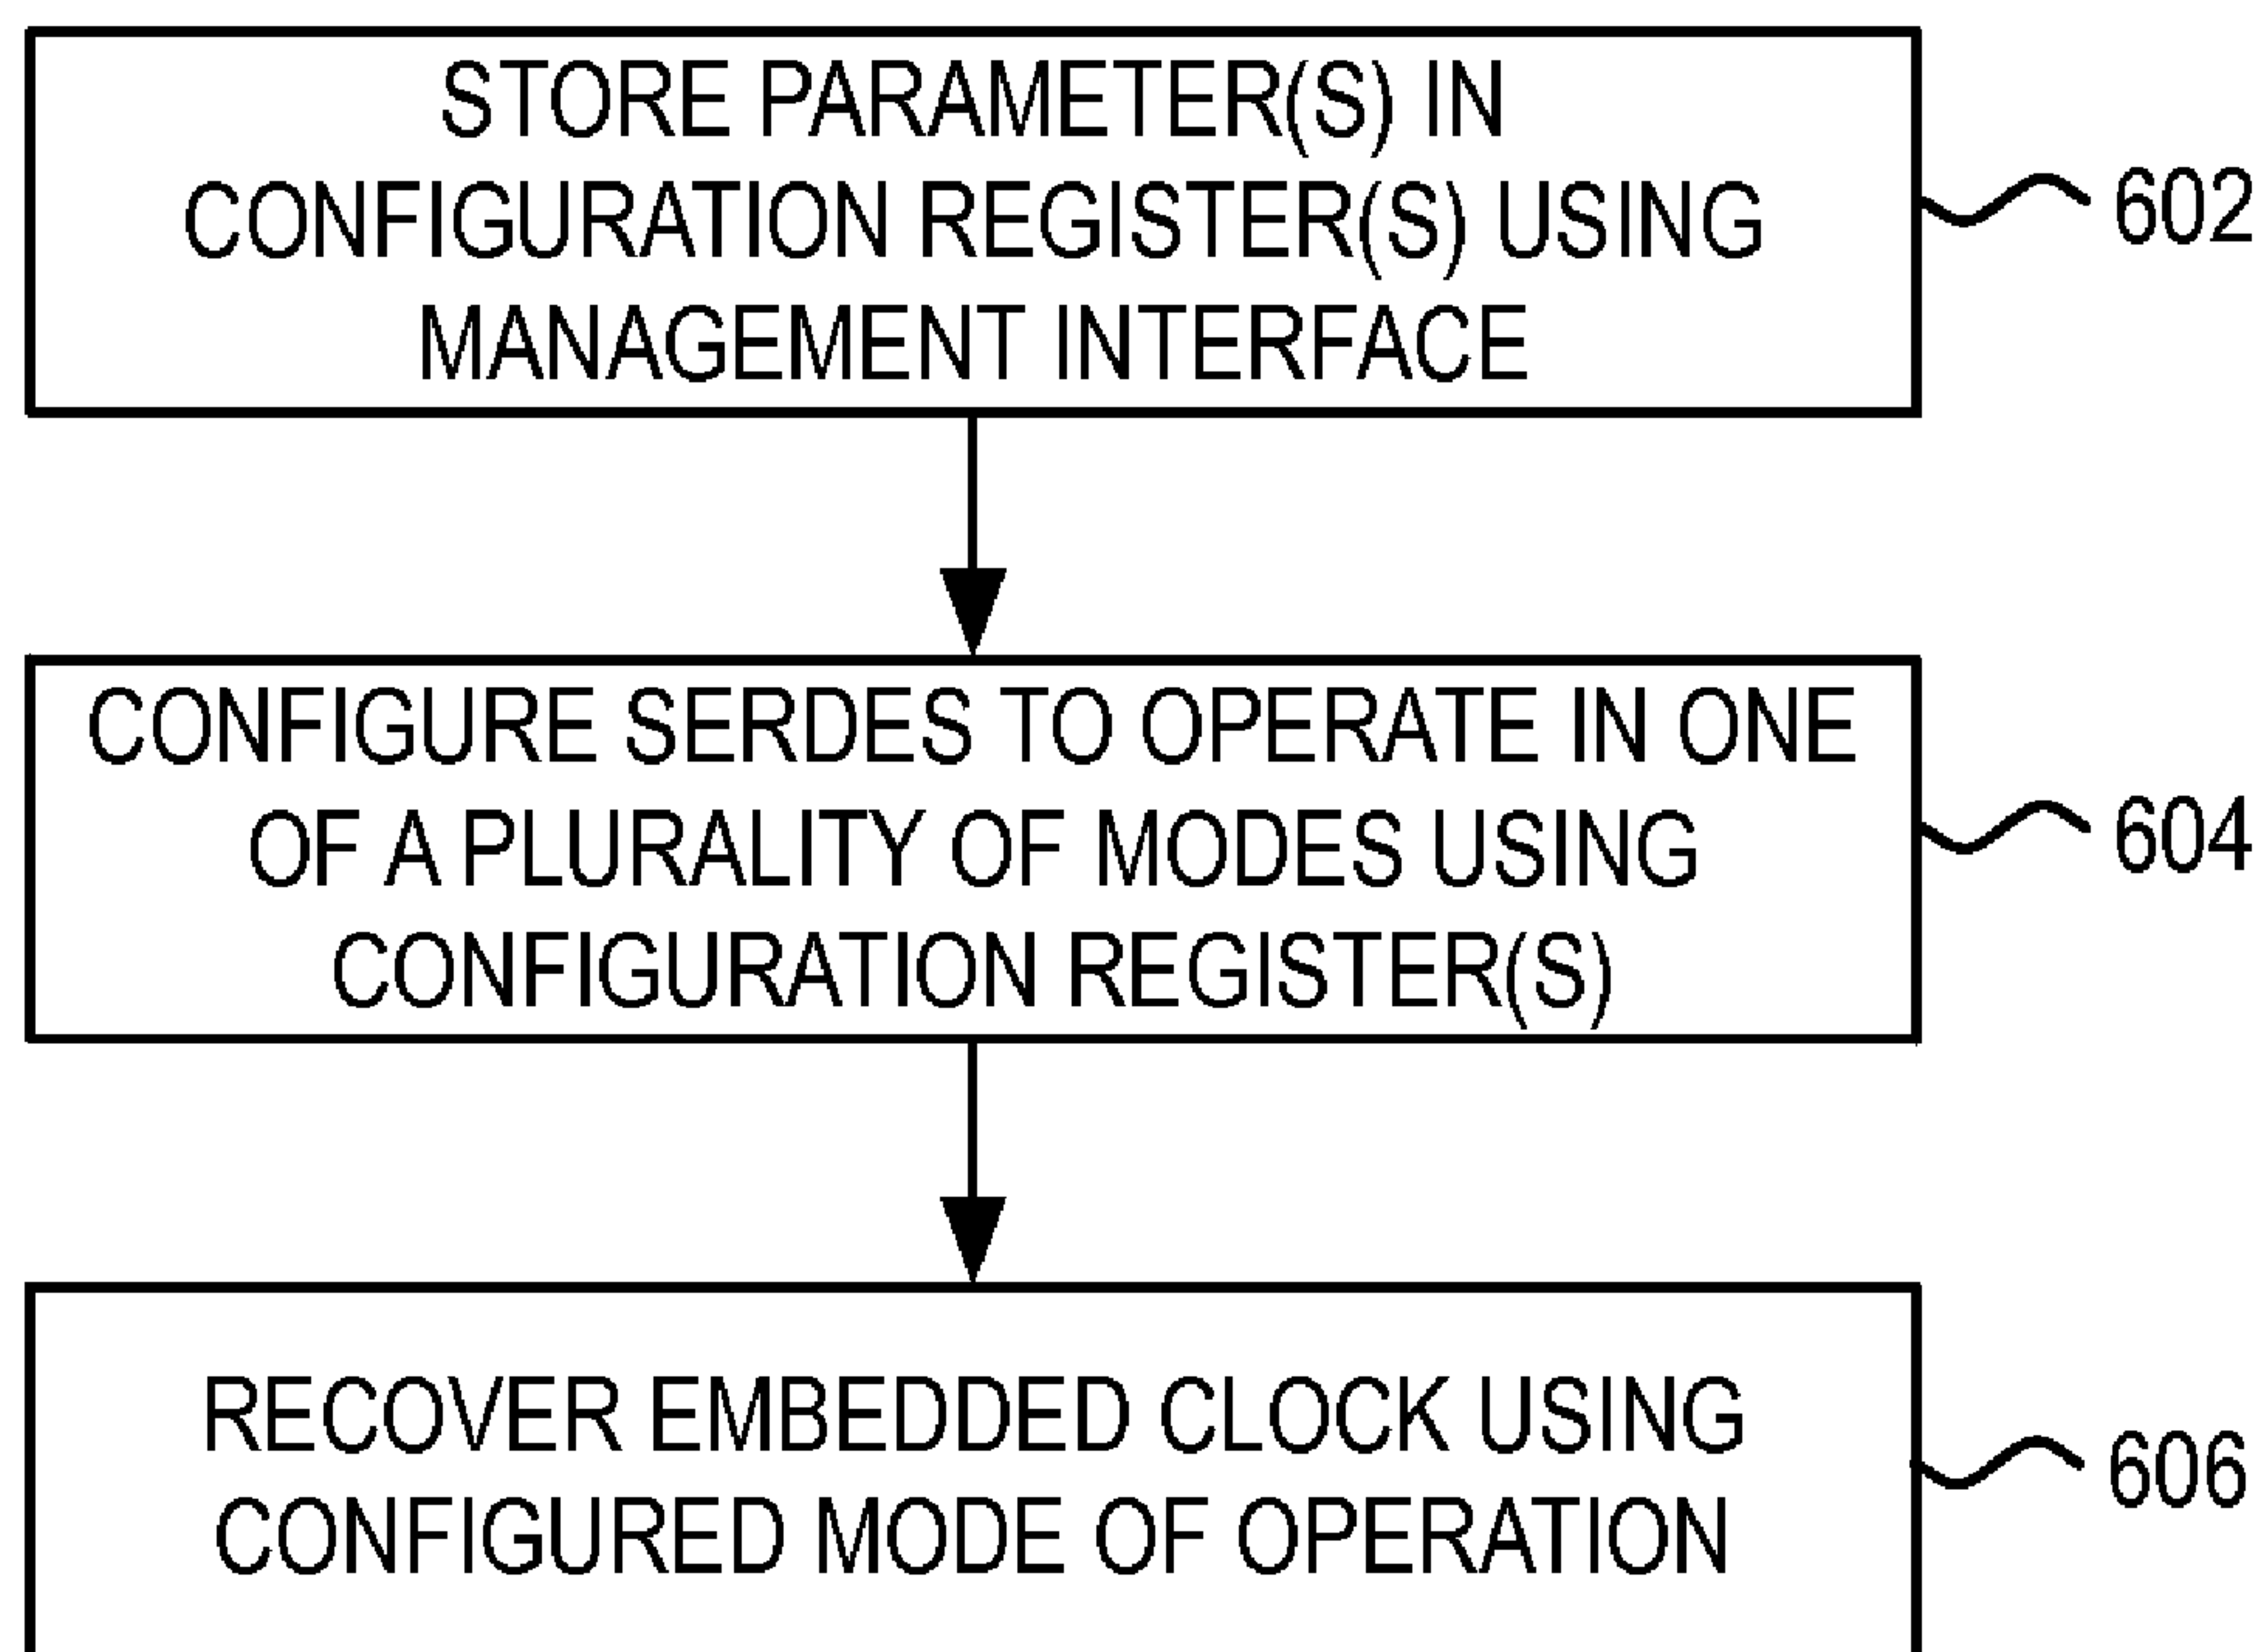 STORE PARAMETER(S) IN
CONFIGURATION REGISTER(S) USING
MANAGEMENT INTERFACE
602
CONFIGURE SERDES TO OPERATE IN ONE
OF A PLURALITY OF MODES USING
CONFIGURATION REGISTER(S)
604
RECOVER EMBEDDED CLOCK USING
CONFIGURED MODE OF OPERATION
606